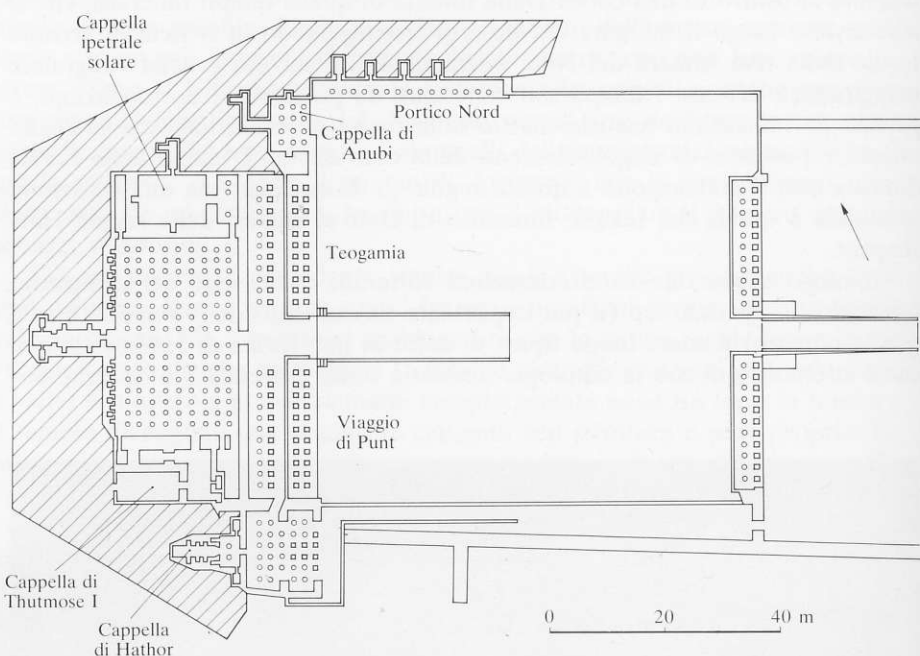 Cappella
ipetrale
solare
Portico Nord
Cappella di
Anubi
Teogamia
Viaggio
di Punt
Cappella di
Thutmose I
Cappella
di Hathor
0 20 40 m